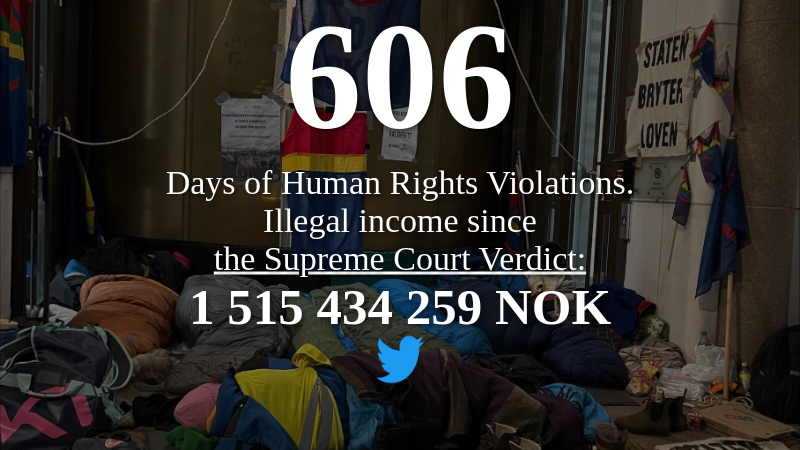 606
Days of Human Rights Violations.
Illegal income since
the Supreme Court Verdict:
1 515 434 259 NOK
STATEN
BRYTER
LOVEN